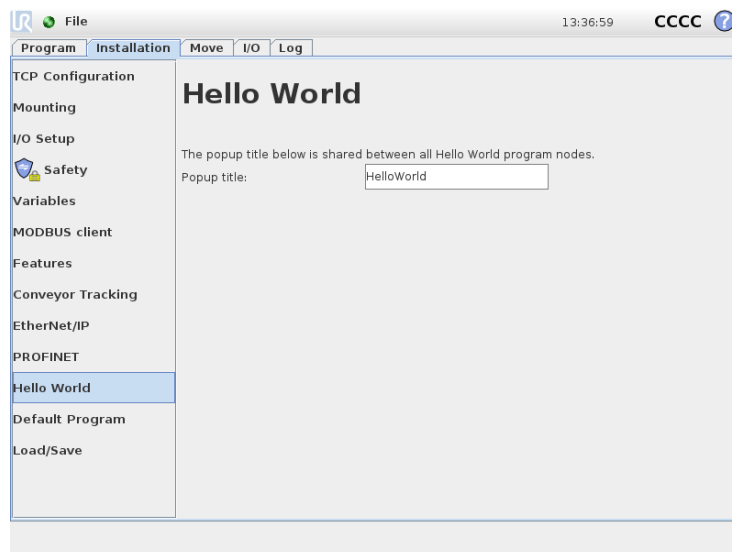 UR File 13:36:59 CCCC ?
Program Installation Move I/O Log
TCP Configuration
Mounting
I/O Setup
Safety
Variables
MODBUS client
Features
Conveyor Tracking
EtherNet/IP
PROFINET
Hello World
Default Program
Load/Save
Hello World
The popup title below is shared between all Hello World program nodes.
Popup title: HelloWorld